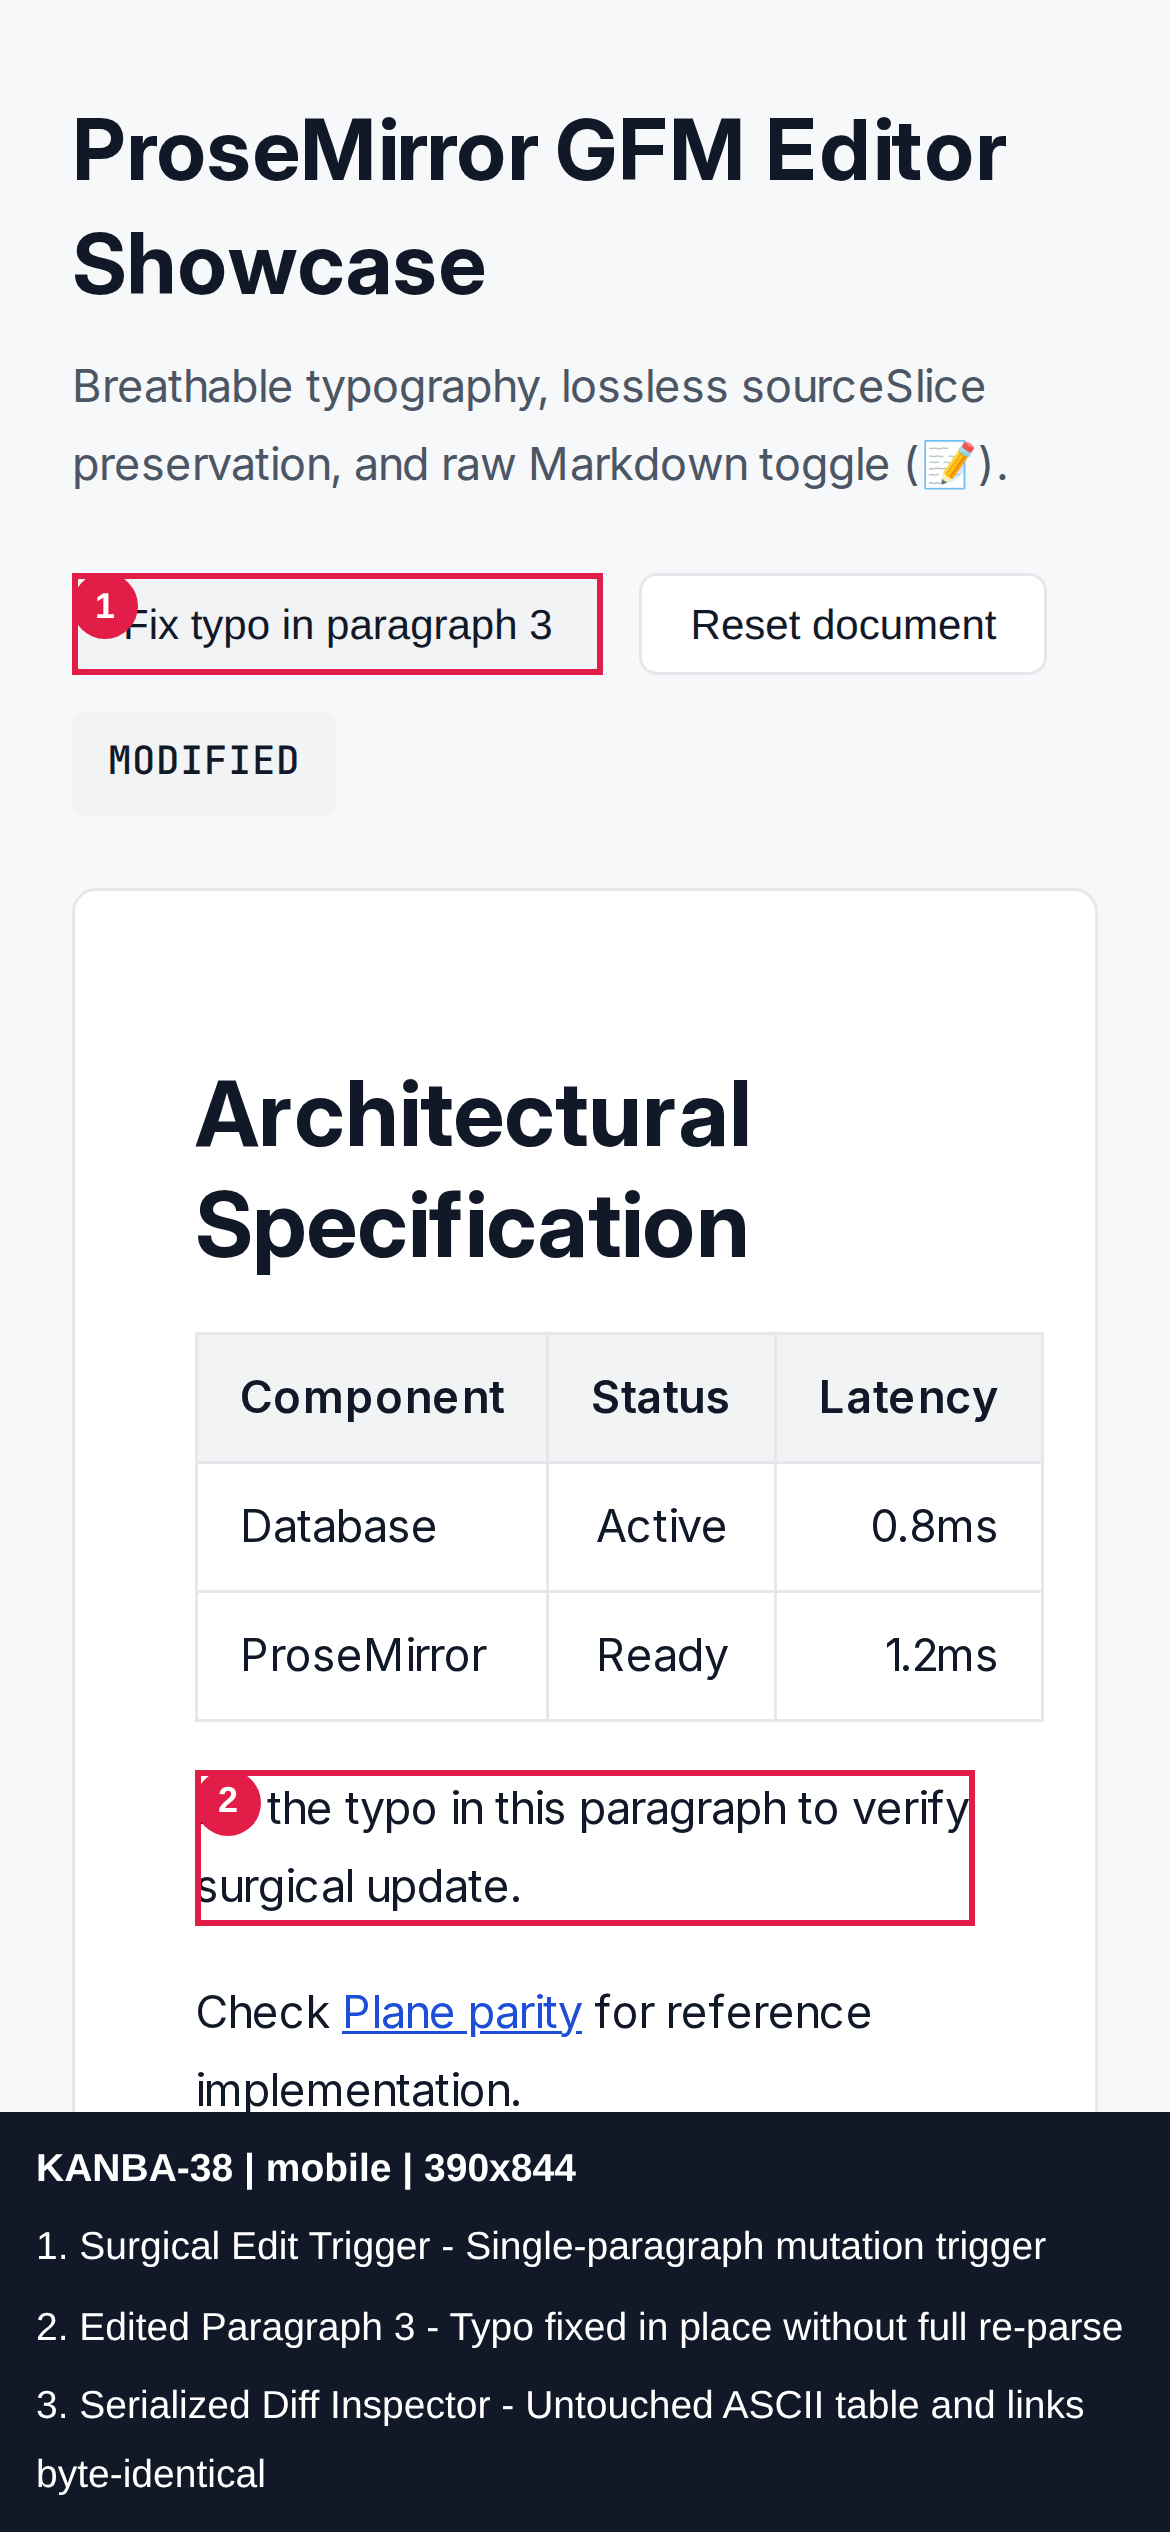 ProseMirror GFM Editor
Showcase
Breathable typography, lossless sourceSlice
preservation, and raw Markdown toggle (📝).
1
Fix typo in paragraph 3
Reset document
MODIFIED
Architectural
Specification
Component Status Latency
Database Active 0.8ms
ProseMirror Ready 1.2ms
2
the typo in this paragraph to verify
surgical update.
Check Plane parity for reference
implementation.
KANBA-38 | mobile | 390x844
1. Surgical Edit Trigger - Single-paragraph mutation trigger
2. Edited Paragraph 3 - Typo fixed in place without full re-parse
3. Serialized Diff Inspector - Untouched ASCII table and links
byte-identical